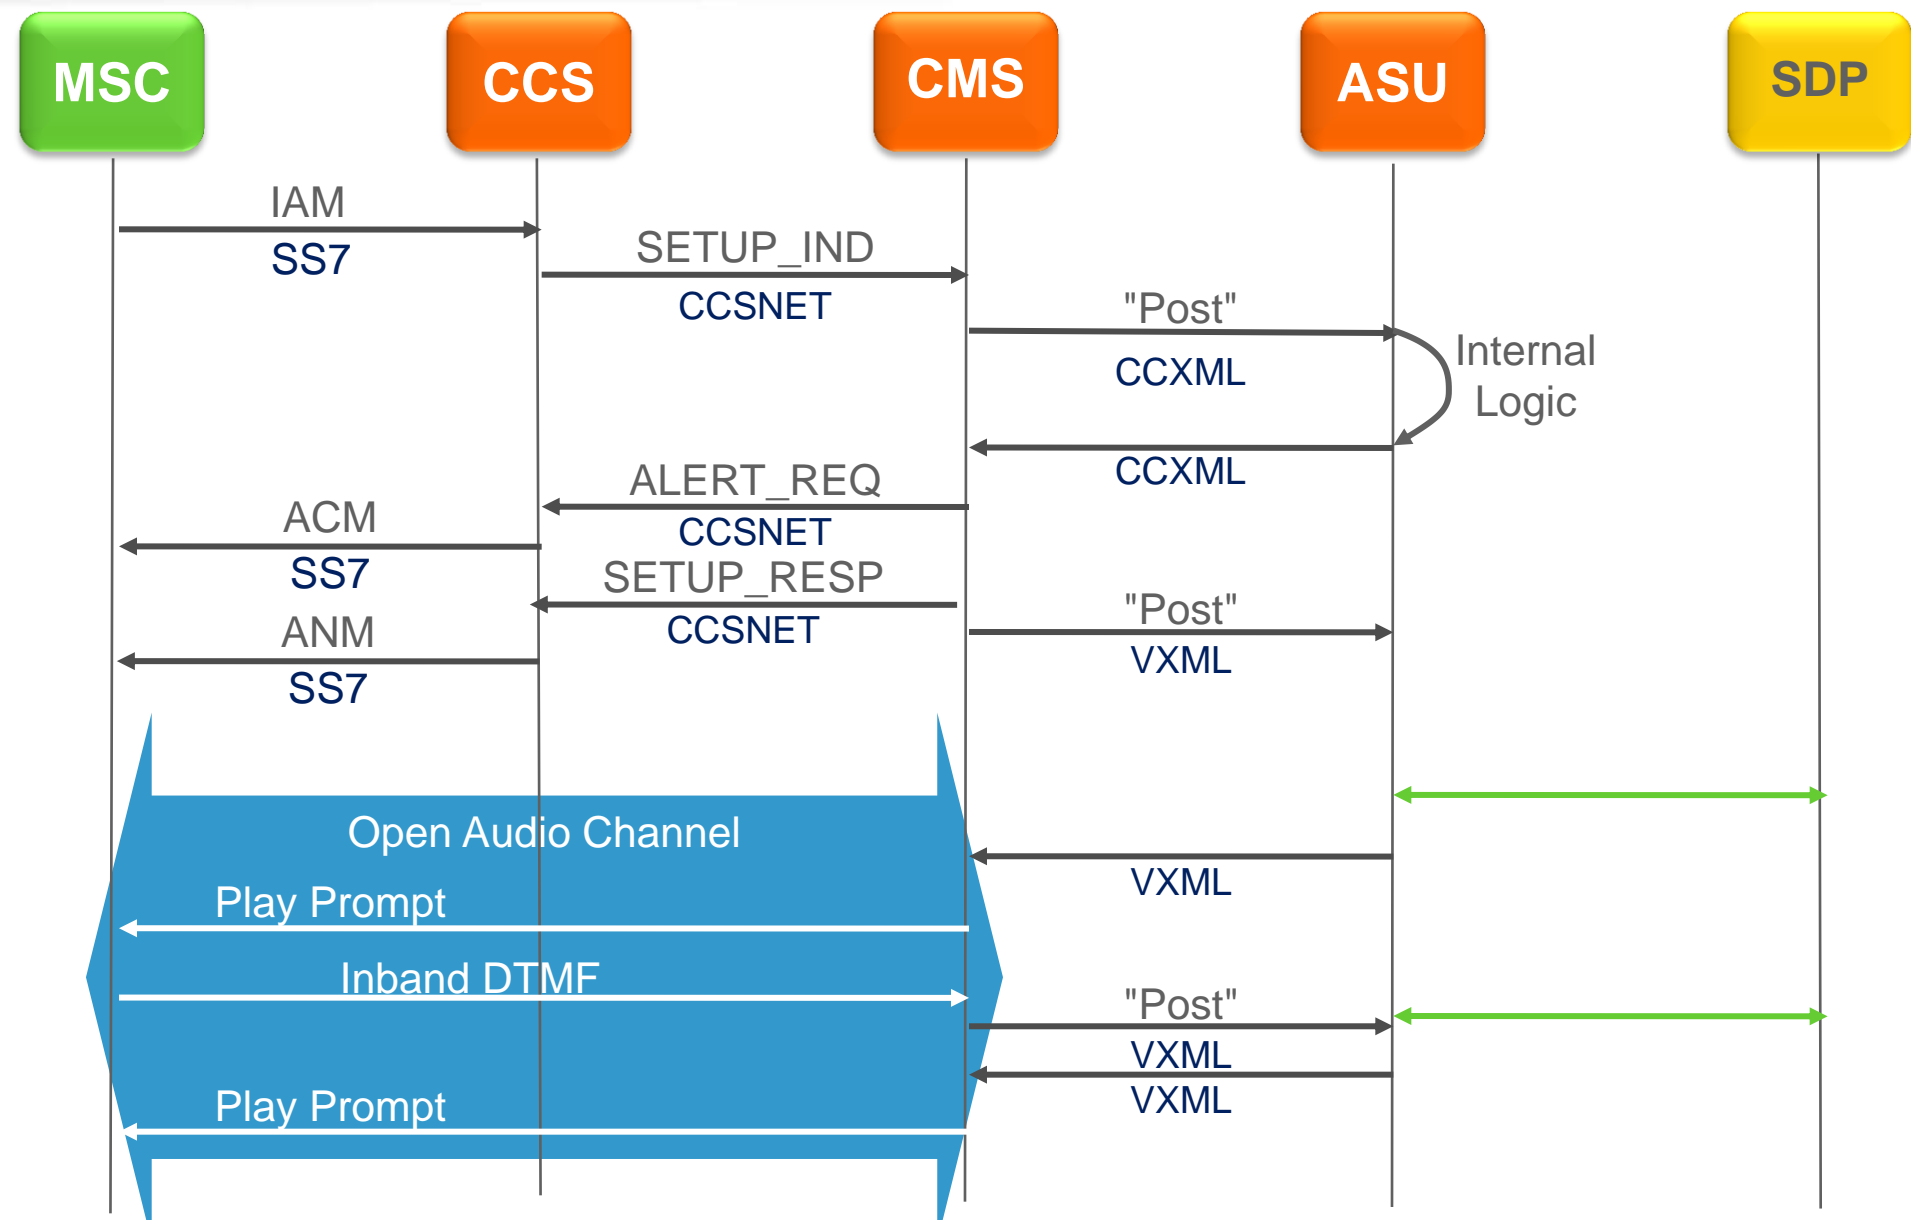 MSC
CCS
CMS
ASU
SDP
IAM
SS7
SETUP_IND
CCSNET
"Post"
CCXML
Internal
Logic
CCXML
ALERT_REQ
CCSNET
ACM
SS7
SETUP_RESP
CCSNET
"Post"
VXML
ANM
SS7
Open Audio Channel
VXML
Play Prompt
Inband DTMF
"Post"
VXML
VXML
Play Prompt